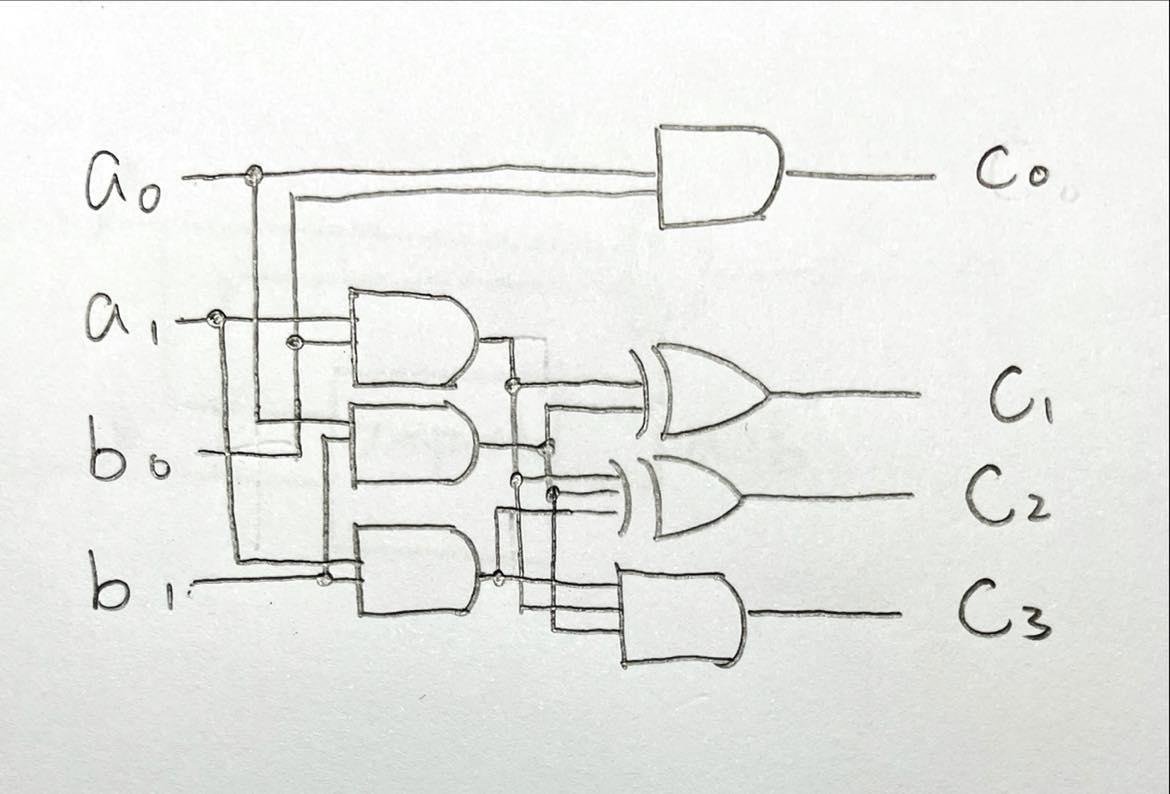 a₀ C₀
a₁
C₁
b₀
C₂
b₁ C₃